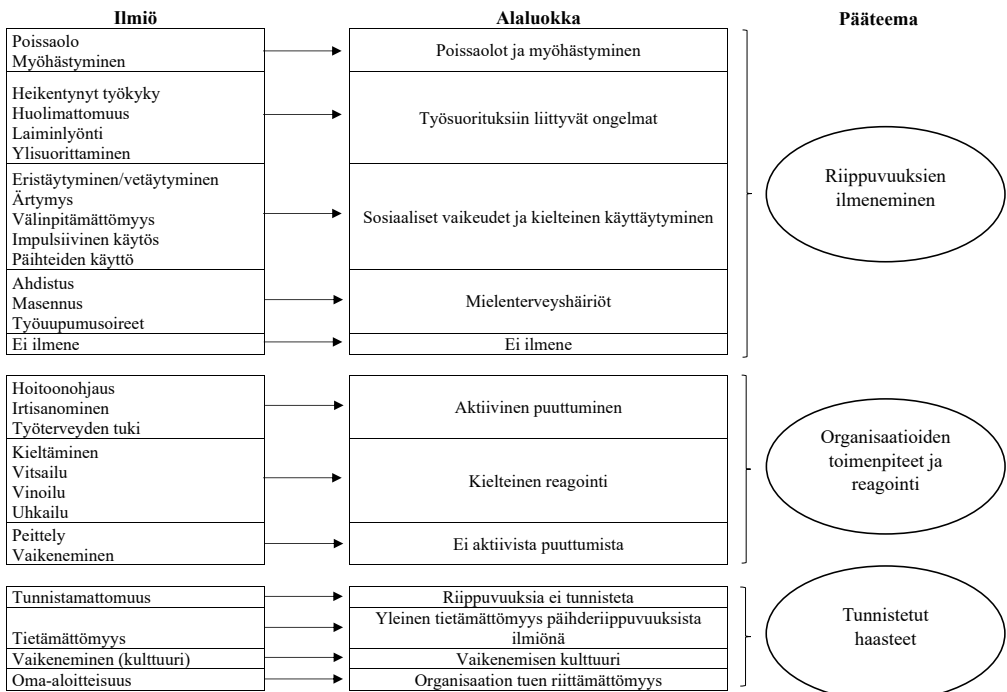 Ilmiö
Alaluokka
Pääteema
Poissaolo
Myöhästyminen
Poissaolot ja myöhästyminen
Heikentynyt työkyky
Huolimattomuus
Laiminlyönti
Ylisuorittaminen
Työsuorituksiin liittyvät ongelmat
Eristäytyminen/vetäytyminen
Ärtymys
Välinpitämättömyys
Impulsiivinen käytös
Päihteiden käyttö
Sosiaaliset vaikeudet ja kielteinen käyttäytyminen
Ahdistus
Masennus
Työuupumusoireet
Mielenterveyshäiriöt
Ei ilmene
Ei ilmene
Riippuvuuksien
ilmeneminen
Hoitoonohjaus
Irtisanominen
Työterveyden tuki
Aktiivinen puuttuminen
Kieltäminen
Vitsailu
Vinoilu
Uhkailu
Kielteinen reagointi
Peittely
Vaikeneminen
Ei aktiivista puuttumista
Organisaatioiden
toimenpiteet ja
reagointi
Tunnistamattomuus
Riippuvuuksia ei tunnisteta
Tietämättömyys
Yleinen tietämättömyys päihderiippuvuuksista
ilmiönä
Vaikeneminen (kulttuuri)
Vaikenemisen kulttuuri
Oma-aloitteisuus
Organisaation tuen riittämättömyys
Tunnistetut
haasteet